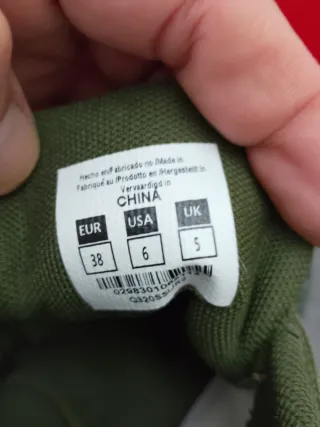 Hecho en/Fabricado no /Made in
Fabriqué au /Prodotto en /Hergestellt in
Vervaardigd in
CHINA
EUR USA UK
38 6 5